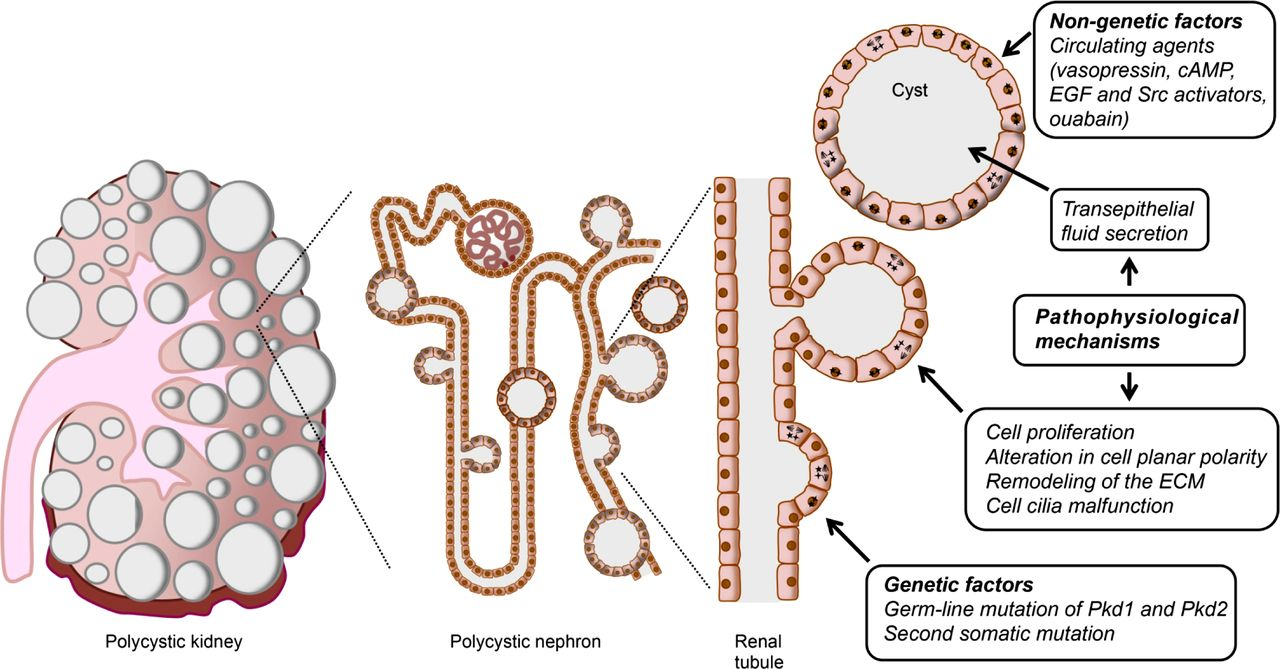 Non-genetic factors
Circulating agents
(vasopressin, cAMP,
EGF and Src activators,
ouabain)
Cyst
Transepithelial
fluid secretion
Pathophysiological
mechanisms
Cell proliferation
Alteration in cell planar polarity
Remodeling of the ECM
Cell cilia malfunction
Genetic factors
Germ-line mutation of Pkd1 and Pkd2
Second somatic mutation
Polycystic kidney
Polycystic nephron
Renal
tubule